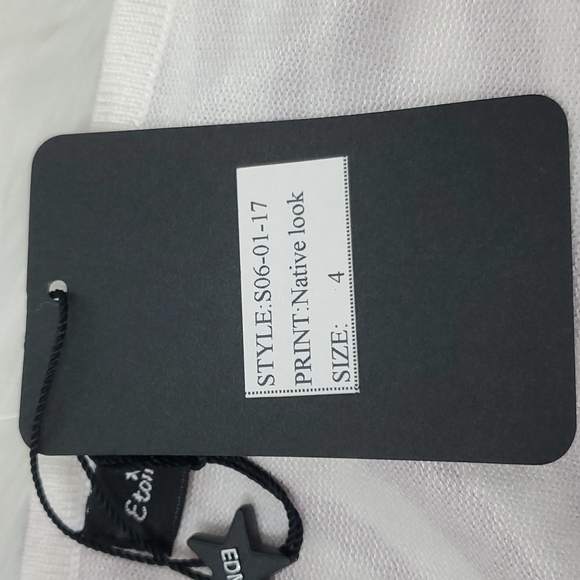 STYLE:S06-01-17
PRINT:Native look
SIZE: 4